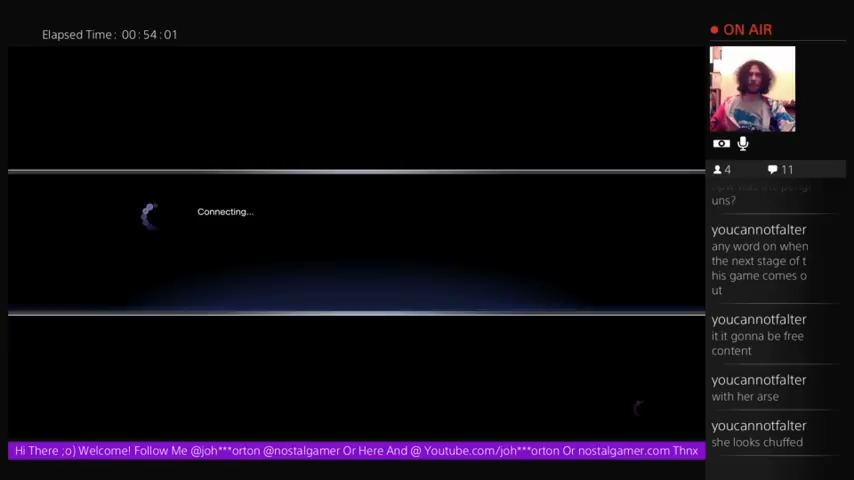 Elapsed Time: 00:54:01
ON AIR
4 11
uns?
youcannotfalter
any word on when
the next stage of t
his game comes o
ut
youcannotfalter
it it gonna be free
content
youcannotfalter
with her arse
youcannotfalter
she looks chuffed
Connecting...
Hi There ;o) Welcome! Follow Me @joh***orton @nostalgamer Or Here And @ Youtube.com/joh***orton Or nostalgamer.com Thnx